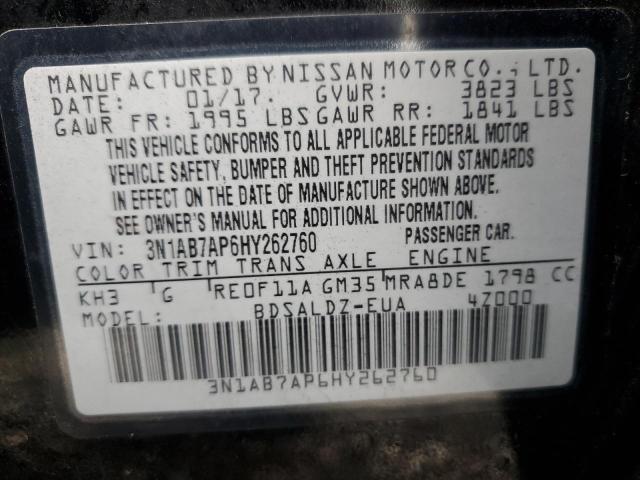 MANUFACTURED BY NISSAN MOTOR CO., LTD.
DATE: 01/17. GVWR: 3823 LBS
GAWR FR: 1995 LBS GAWR RR: 1841 LBS
THIS VEHICLE CONFORMS TO ALL APPLICABLE FEDERAL MOTOR
VEHICLE SAFETY, BUMPER AND THEFT PREVENTION STANDARDS
IN EFFECT ON THE DATE OF MANUFACTURE SHOWN ABOVE.
SEE OWNER'S MANUAL FOR ADDITIONAL INFORMATION.
VIN: 3N1AB7AP6HY262760 PASSENGER CAR.
COLOR TRIM TRANS AXLE ENGINE
KH3 G RE0F11A GM35 MRA8DE 1798 CC
MODEL: BDSALDZ-EUA 4Z000
3N1AB7AP6HY262760